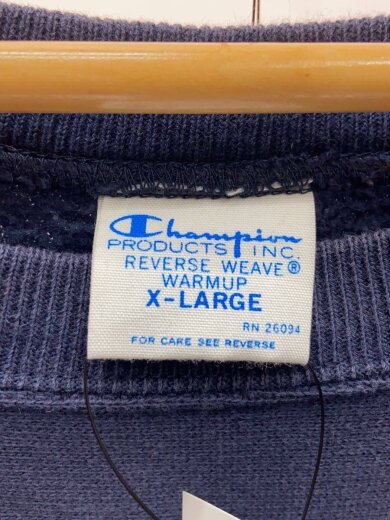 Champion
PRODUCTS INC.
REVERSE WEAVE®
WARMUP
X-LARGE
RN 26094
FOR CARE SEE REVERSE